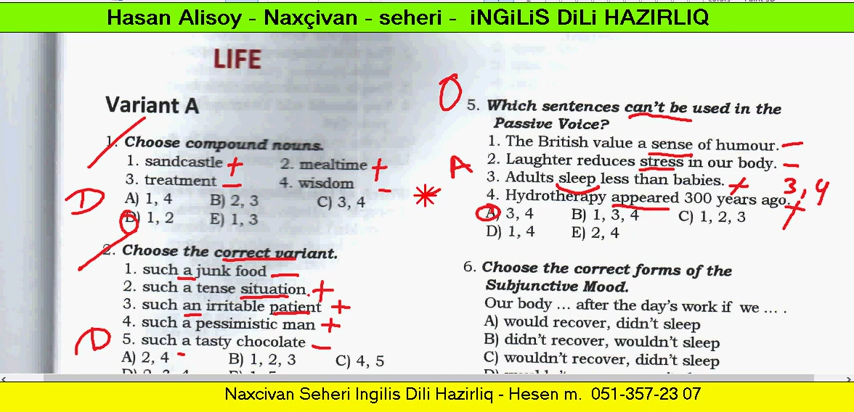 Hasan Alisoy - Naxçivan - seheri - iNGiLiS DiLi HAZIRLIQ
LIFE
Variant A
1. Choose compound nouns.
1. sandcastle + 2. mealtime +
3. treatment – 4. wisdom –
D A) 1, 4 B) 2, 3 C) 3, 4
D) 1, 2 E) 1, 3
2. Choose the correct variant.
1. such a junk food –
2. such a tense situation. +
3. such an irritable patient +
4. such a pessimistic man +
D 5. such a tasty chocolate –
A) 2, 4 - B) 1, 2, 3 C) 4, 5
O 5. Which sentences can't be used in the
Passive Voice?
1. The British value a sense of humour. –
A 2. Laughter reduces stress in our body. –
3. Adults sleep less than babies. + 3, 4
* 4. Hydrotherapy appeared 300 years ago. +
A) 3, 4 B) 1, 3, 4 C) 1, 2, 3
D) 1, 4 E) 2, 4
6. Choose the correct forms of the
Subjunctive Mood.
Our body ... after the day's work if we ... .
A) would recover, didn't sleep
B) didn't recover, wouldn't sleep
C) wouldn't recover, didn't sleep
Naxcivan Seheri Ingilis Dili Hazirliq - Hesen m. 051-357-23 07